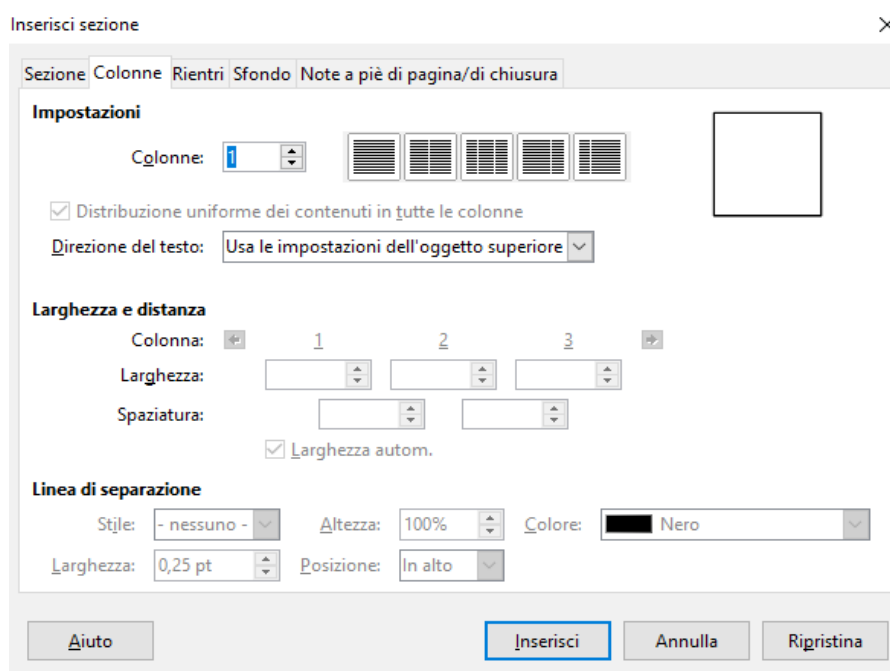 Inserisci sezione
Sezione Colonne Rientri Sfondo Note a piè di pagina/di chiusura
Impostazioni
Colonne: 1
Distribuzione uniforme dei contenuti in tutte le colonne
Direzione del testo: Usa le impostazioni dell'oggetto superiore
Larghezza e distanza
Colonna: 1 2 3
Larghezza:
Spaziatura:
Larghezza autom.
Linea di separazione
Stile: - nessuno - Altezza: 100% Colore: Nero
Larghezza: 0,25 pt Posizione: In alto
Aiuto Inserisci Annulla Ripristina